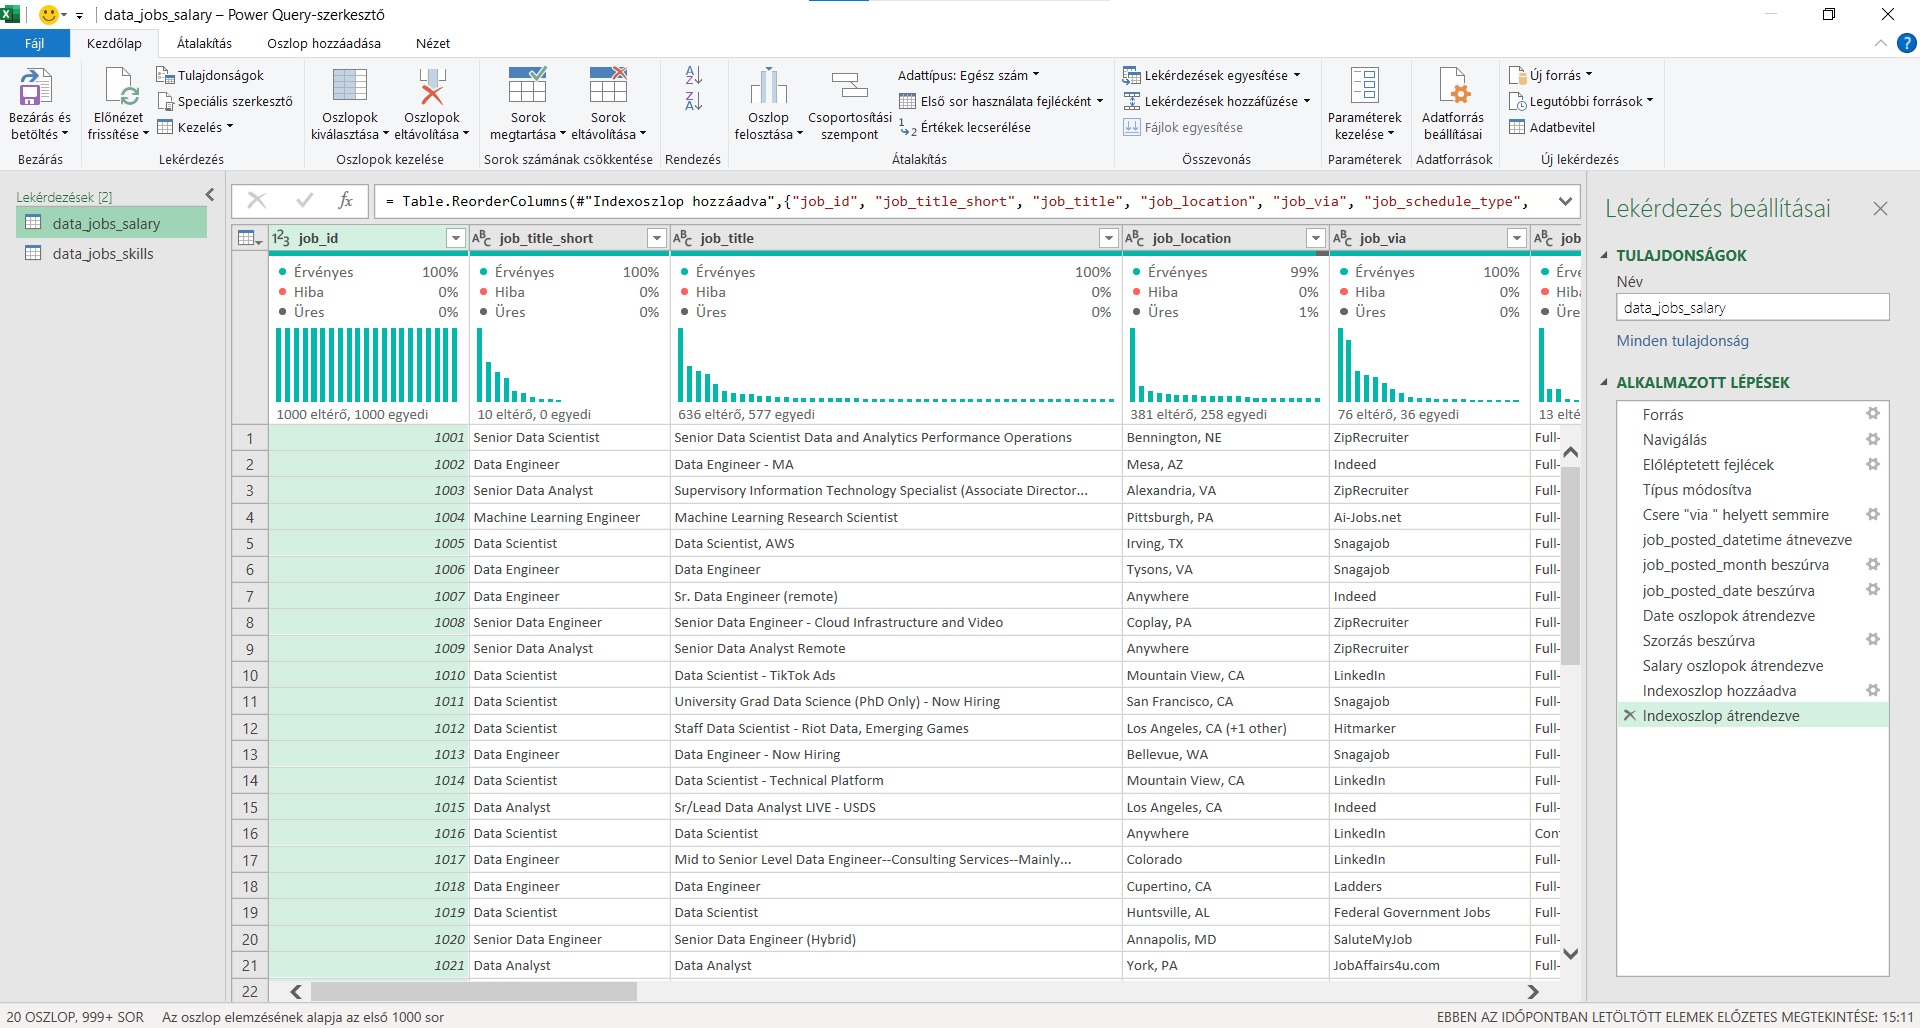 data_jobs_salary – Power Query-szerkesztő
Fájl
Kezdőlap
Átalakítás
Oszlop hozzáadása
Nézet
Bezárás és betöltés
Bezárás
Előnézet frissítése
Tulajdonságok
Speciális szerkesztő
Kezelés
Lekérdezés
Oszlopok kiválasztása
Oszlopok eltávolítása
Oszlopok kezelése
Sorok megtartása
Sorok eltávolítása
Sorok számának csökkentése
Rendezés
Oszlop felosztása
Csoportosítási szempont
Adattípus: Egész szám
Első sor használata fejlécként
Értékek lecserélése
Átalakítás
Lekérdezések egyesítése
Lekérdezések hozzáfűzése
Fájlok egyesítése
Összevonás
Paraméterek kezelése
Paraméterek
Adatforrás beállításai
Adatforrások
Új forrás
Legutóbbi források
Adatbevitel
Új lekérdezés
Lekérdezések [2]
data_jobs_salary
data_jobs_skills
fx = Table.ReorderColumns(#"Indexoszlop hozzáadva",{"job_id", "job_title_short", "job_title", "job_location", "job_via", "job_schedule_type",
job_id job_title_short job_title job_location job_via job
Érvényes 100% Érvényes 100% Érvényes 100% Érvényes 99% Érvényes 100% Érvé
Hiba 0% Hiba 0% Hiba 0% Hiba 0% Hiba 0% Hiba
Üres 0% Üres 0% Üres 0% Üres 1% Üres 0% Üres
1000 eltérő, 1000 egyedi 10 eltérő, 0 egyedi 636 eltérő, 577 egyedi 381 eltérő, 258 egyedi 76 eltérő, 36 egyedi 13 elté
1 1001 Senior Data Scientist Senior Data Scientist Data and Analytics Performance Operations Bennington, NE ZipRecruiter Full-
2 1002 Data Engineer Data Engineer - MA Mesa, AZ Indeed Full-
3 1003 Senior Data Analyst Supervisory Information Technology Specialist (Associate Director... Alexandria, VA ZipRecruiter Full-
4 1004 Machine Learning Engineer Machine Learning Research Scientist Pittsburgh, PA Ai-Jobs.net Full-
5 1005 Data Scientist Data Scientist, AWS Irving, TX Snagajob Full-
6 1006 Data Engineer Data Engineer Tysons, VA Snagajob Full-
7 1007 Data Engineer Sr. Data Engineer (remote) Anywhere Indeed Full-
8 1008 Senior Data Engineer Senior Data Engineer - Cloud Infrastructure and Video Coplay, PA ZipRecruiter Full-
9 1009 Senior Data Analyst Senior Data Analyst Remote Anywhere ZipRecruiter Full-
10 1010 Data Scientist Data Scientist - TikTok Ads Mountain View, CA LinkedIn Full-
11 1011 Data Scientist University Grad Data Science (PhD Only) - Now Hiring San Francisco, CA Snagajob Full-
12 1012 Data Scientist Staff Data Scientist - Riot Data, Emerging Games Los Angeles, CA (+1 other) Hitmarker Full-
13 1013 Data Engineer Data Engineer - Now Hiring Bellevue, WA Snagajob Full-
14 1014 Data Scientist Data Scientist - Technical Platform Mountain View, CA LinkedIn Full-
15 1015 Data Analyst Sr/Lead Data Analyst LIVE - USDS Los Angeles, CA Indeed Full-
16 1016 Data Scientist Data Scientist Anywhere LinkedIn Con
17 1017 Data Engineer Mid to Senior Level Data Engineer--Consulting Services--Mainly... Colorado LinkedIn Full-
18 1018 Data Engineer Data Engineer Cupertino, CA Ladders Full-
19 1019 Data Scientist Data Scientist Huntsville, AL Federal Government Jobs Full-
20 1020 Senior Data Engineer Senior Data Engineer (Hybrid) Annapolis, MD SaluteMyJob Full-
21 1021 Data Analyst Data Analyst York, PA JobAffairs4u.com Full-
22
Lekérdezés beállításai
TULAJDONSÁGOK
Név
data_jobs_salary
Minden tulajdonság
ALKALMAZOTT LÉPÉSEK
Forrás
Navigálás
Előléptetett fejlécek
Típus módosítva
Csere "via " helyett semmire
job_posted_datetime átnevezve
job_posted_month beszúrva
job_posted_date beszúrva
Date oszlopok átrendezve
Szorzás beszúrva
Salary oszlopok átrendezve
Indexoszlop hozzáadva
Indexoszlop átrendezve
20 OSZLOP, 999+ SOR Az oszlop elemzésének alapja az első 1000 sor
EBBEN AZ IDŐPONTBAN LETÖLTÖTT ELEMEK ELŐZETES MEGTEKINTÉSE: 15:11